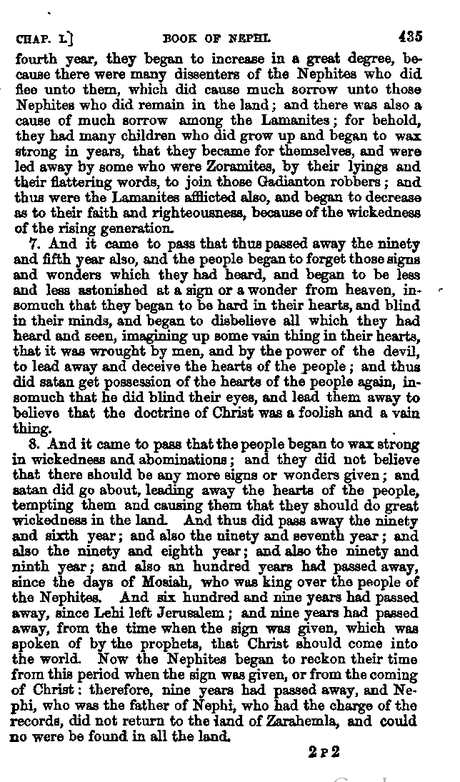 CHAP. I.] BOOK OF NEPHI. 435
fourth year, they began to increase in a great degree, be-
cause there were many dissenters of the Nephites who did
flee unto them, which did cause much sorrow unto those
Nephites who did remain in the land; and there was also a
cause of much sorrow among the Lamanites; for behold,
they had many children who did grow up and began to wax
strong in years, that they became for themselves, and were
led away by some who were Zoramites, by their lyings and
their flattering words, to join those Gadianton robbers; and
thus were the Lamanites afflicted also, and began to decrease
as to their faith and righteousness, because of the wickedness
of the rising generation.
7. And it came to pass that thus passed away the ninety
and fifth year also, and the people began to forget those signs
and wonders which they had heard, and began to be less
and less astonished at a sign or a wonder from heaven, in-
somuch that they began to be hard in their hearts, and blind
in their minds, and began to disbelieve all which they had
heard and seen, imagining up some vain thing in their hearts,
that it was wrought by men, and by the power of the devil,
to lead away and deceive the hearts of the people; and thus
did satan get possession of the hearts of the people again, in-
somuch that he did blind their eyes, and lead them away to
believe that the doctrine of Christ was a foolish and a vain
thing.
8. And it came to pass that the people began to wax strong
in wickedness and abominations; and they did not believe
that there should be any more signs or wonders given; and
satan did go about, leading away the hearts of the people,
tempting them and causing them that they should do great
wickedness in the land. And thus did pass away the ninety
and sixth year; and also the ninety and seventh year; and
also the ninety and eighth year; and also the ninety and
ninth year; and also an hundred years had passed away,
since the days of Mosiah, who was king over the people of
the Nephites. And six hundred and nine years had passed
away, since Lehi left Jerusalem; and nine years had passed
away, from the time when the sign was given, which was
spoken of by the prophets, that Christ should come into
the world. Now the Nephites began to reckon their time
from this period when the sign was given, or from the coming
of Christ: therefore, nine years had passed away, and Ne-
phi, who was the father of Nephi, who had the charge of the
records, did not return to the land of Zarahemla, and could
no were be found in all the land.
2 P 2